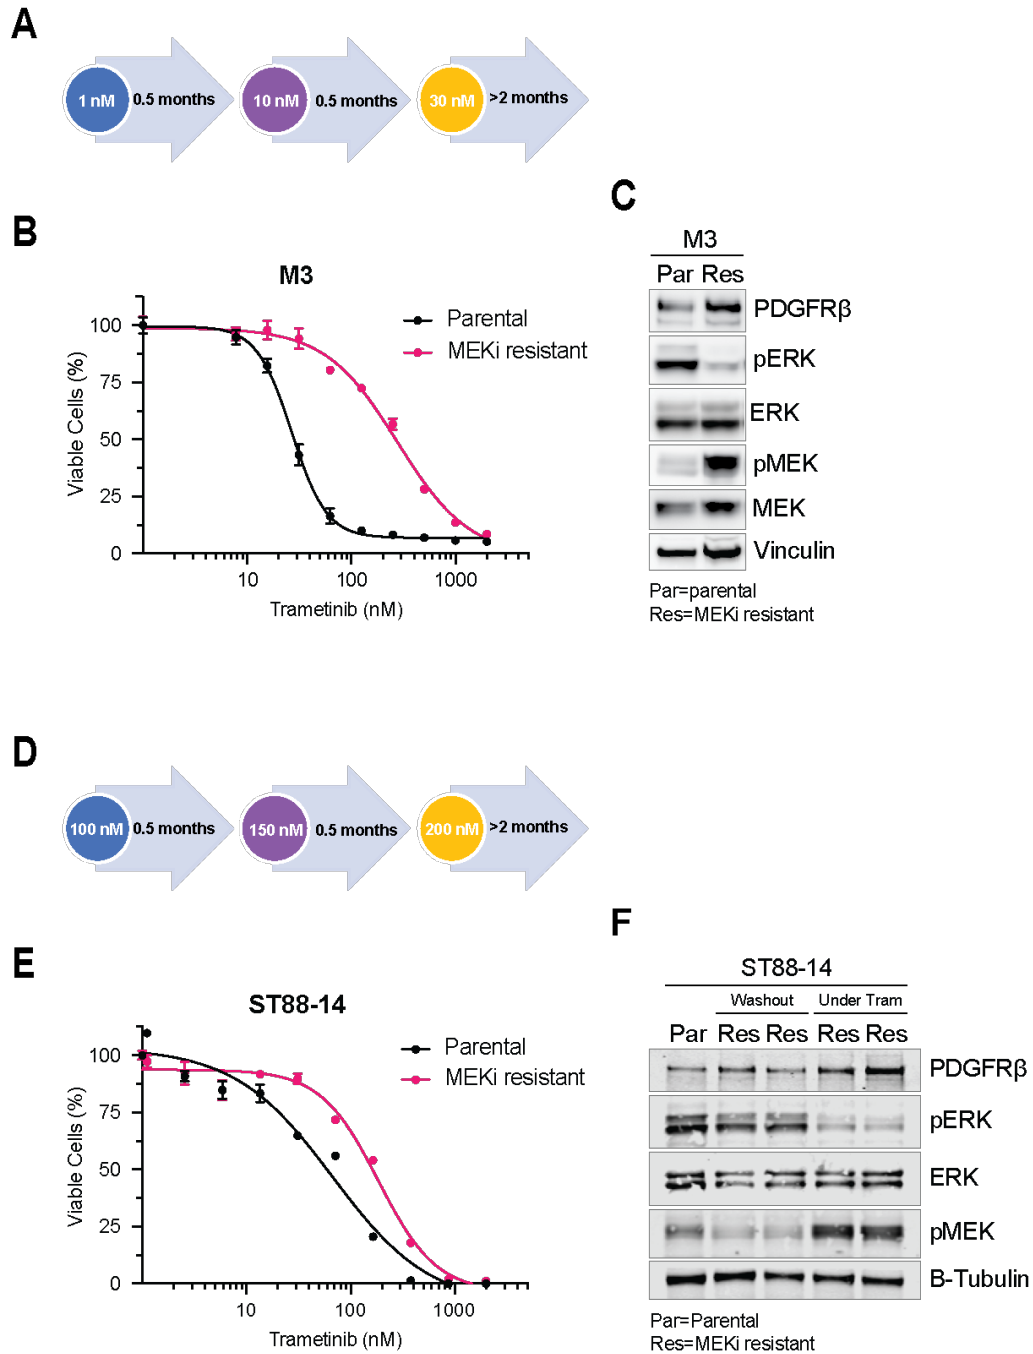 A
1 nM 0.5 months 10 nM 0.5 months 30 nM >2 months
B
M3
Parental
MEKi resistant
100
75
50
25
0
Viable Cells (%)
10 100 1000
Trametinib (nM)
C
M3
Par Res
PDGFRβ
pERK
ERK
pMEK
MEK
Vinculin
Par=parental
Res=MEKi resistant
D
100 nM 0.5 months 150 nM 0.5 months 200 nM >2 months
E
ST88-14
Parental
MEKi resistant
100
75
50
25
0
Viable Cells (%)
10 100 1000
Trametinib (nM)
F
ST88-14
Washout Under Tram
Par Res Res Res Res
PDGFRβ
pERK
ERK
pMEK
B-Tubulin
Par=Parental
Res=MEKi resistant